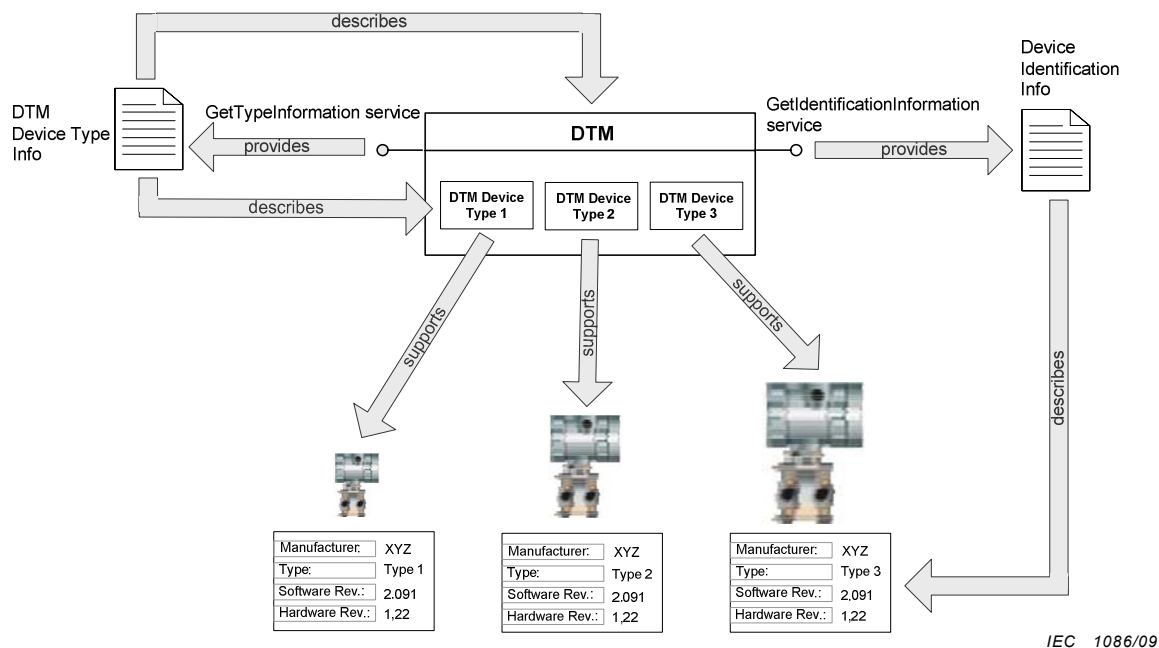 describes
Device
Identification
Info
DTM
Device Type
Info
GetTypeInformation service
provides
DTM
GetIdentificationInformation
service
provides
describes
DTM Device
Type 1
DTM Device
Type 2
DTM Device
Type 3
supports
supports
supports
describes
Manufacturer: XYZ
Type: Type 1
Software Rev.: 2.091
Hardware Rev.: 1,22
Manufacturer: XYZ
Type: Type 2
Software Rev.: 2.091
Hardware Rev.: 1,22
Manufacturer: XYZ
Type: Type 3
Software Rev.: 2,091
Hardware Rev.: 1,22
IEC 1086/09